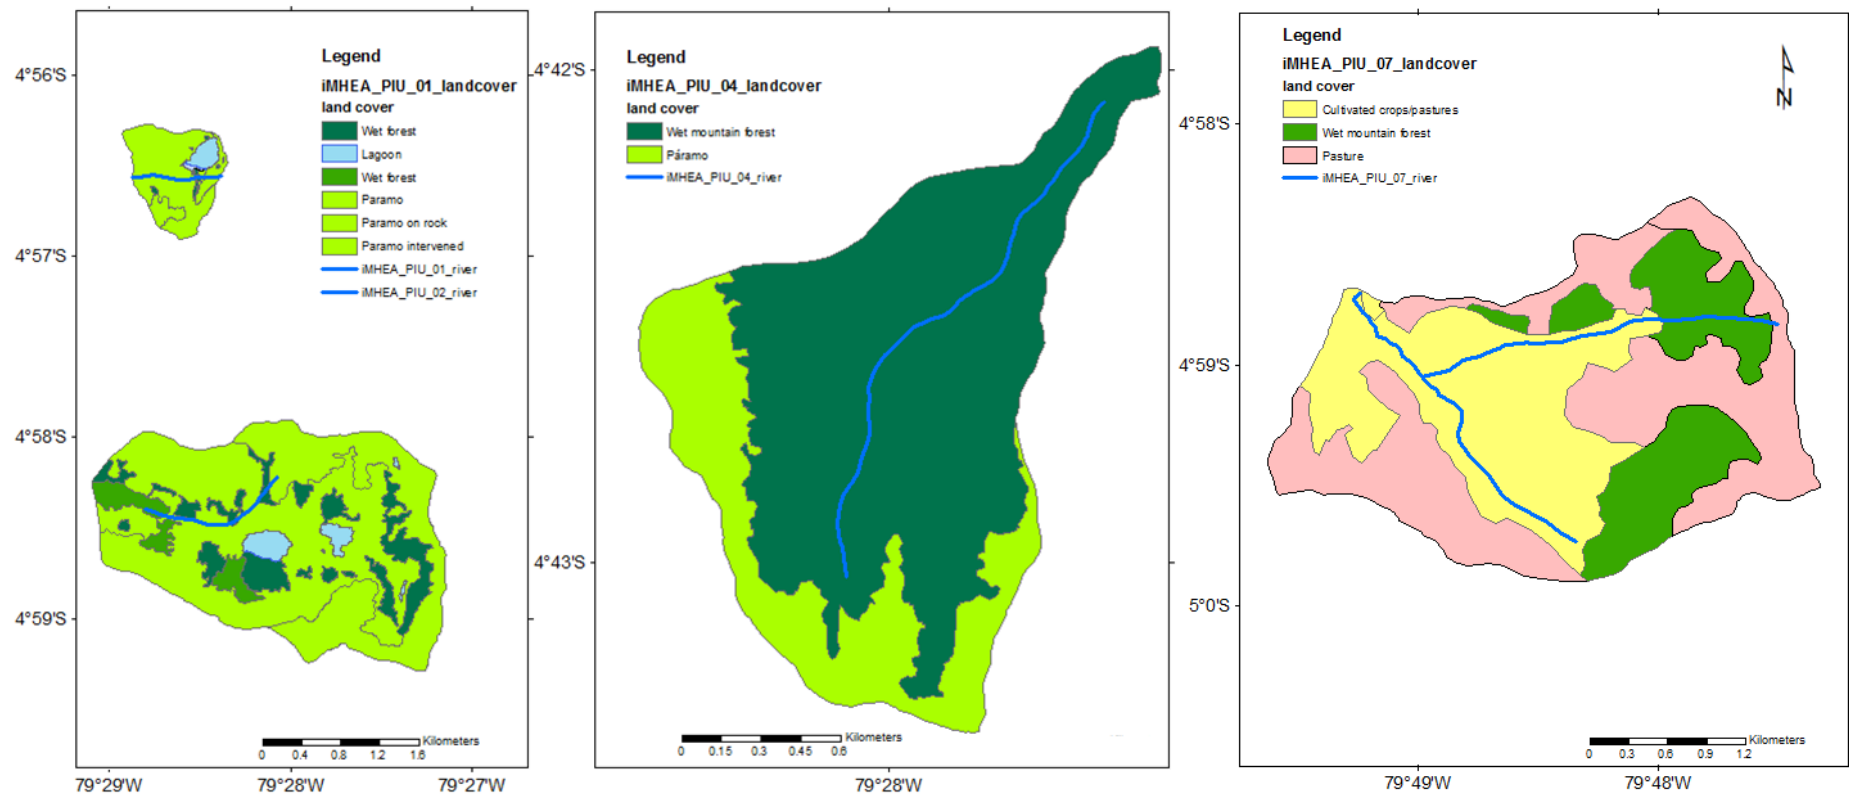 Legend
iMHEA_PIU_01_landcover
land cover
Wet forest
Lagoon
Wet forest
Paramo
Paramo on rock
Paramo intervened
iMHEA_PIU_01_river
iMHEA_PIU_02_river
4°56'S
4°57'S
4°58'S
4°59'S
Kilometers
0 0.4 0.8 1.2 1.6
79°29'W 79°28'W 79°27'W
Legend
iMHEA_PIU_04_landcover
land cover
Wet mountain forest
Páramo
iMHEA_PIU_04_river
4°42'S
4°43'S
Kilometers
0 0.15 0.3 0.45 0.6
79°28'W
Legend
iMHEA_PIU_07_landcover
land cover
Cultivated crops/pastures
Wet mountain forest
Pasture
iMHEA_PIU_07_river
N
4°58'S
4°59'S
5°0'S
Kilometers
0 0.3 0.6 0.9 1.2
79°49'W 79°48'W